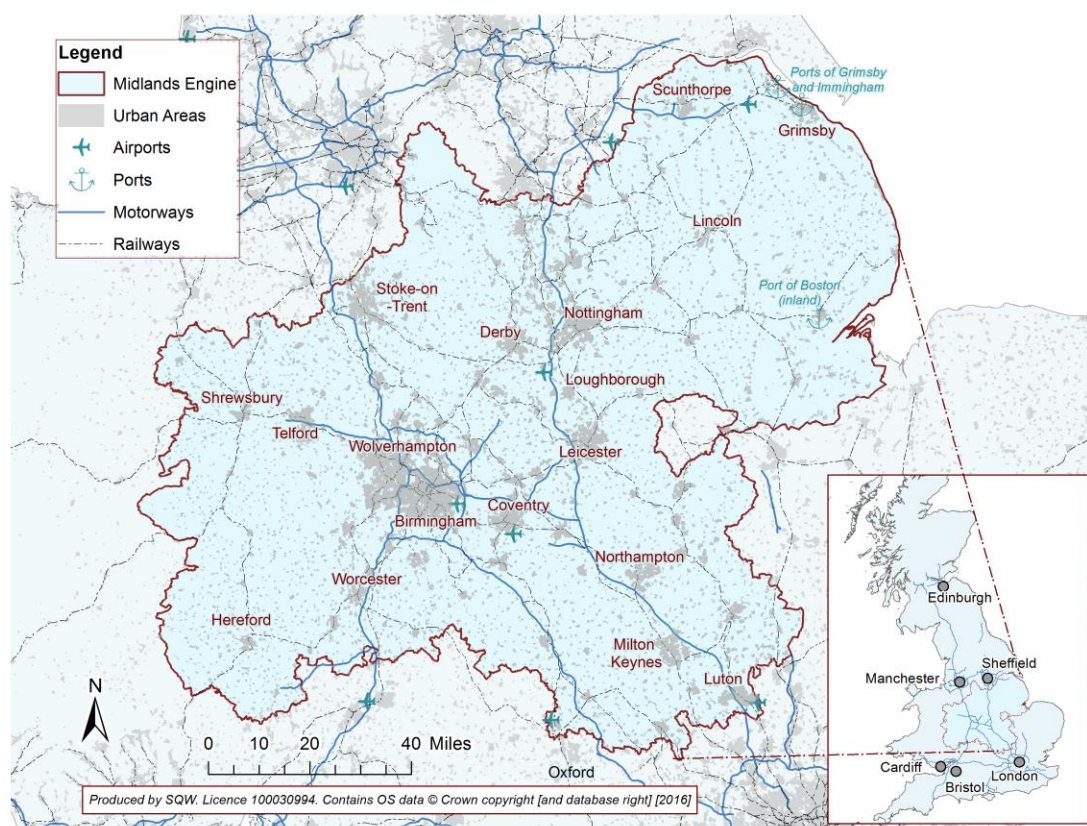 Legend
Midlands Engine
Urban Areas
Airports
Ports
Motorways
Railways
Ports of Grimsby
and Immingham
Scunthorpe
Grimsby
Lincoln
Port of Boston
(inland)
Stoke-on
-Trent
Nottingham
Derby
Loughborough
Shrewsbury
Telford
Wolverhampton
Leicester
Birmingham
Coventry
Northampton
Worcester
Hereford
Milton
Keynes
Luton
N
0 10 20 40 Miles
Oxford
Produced by SQW. Licence 100030994. Contains OS data © Crown copyright [and database right] [2016]
Edinburgh
Sheffield
Manchester
Cardiff
London
Bristol